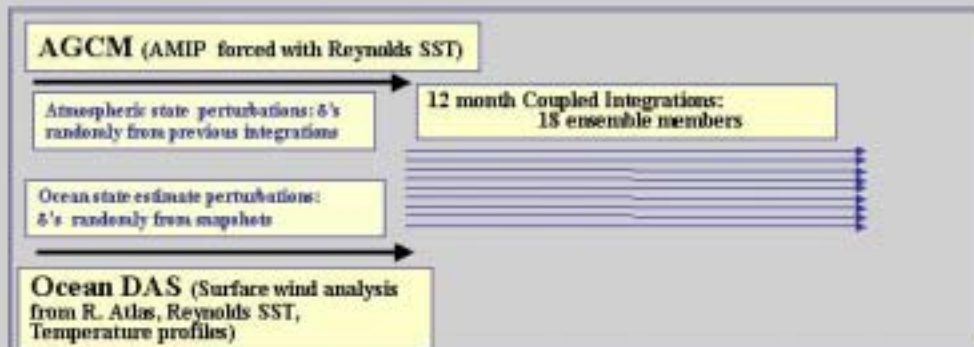 AGCM (AMIP forced with Reynolds SST)
Atmospheric state perturbations: δ's
randomly from previous integrations
12 month Coupled Integrations:
18 ensemble members
Ocean state estimate perturbations:
δ's randomly from snapshots
Ocean DAS (Surface wind analysis
from R. Atlas, Reynolds SST,
Temperature profiles)